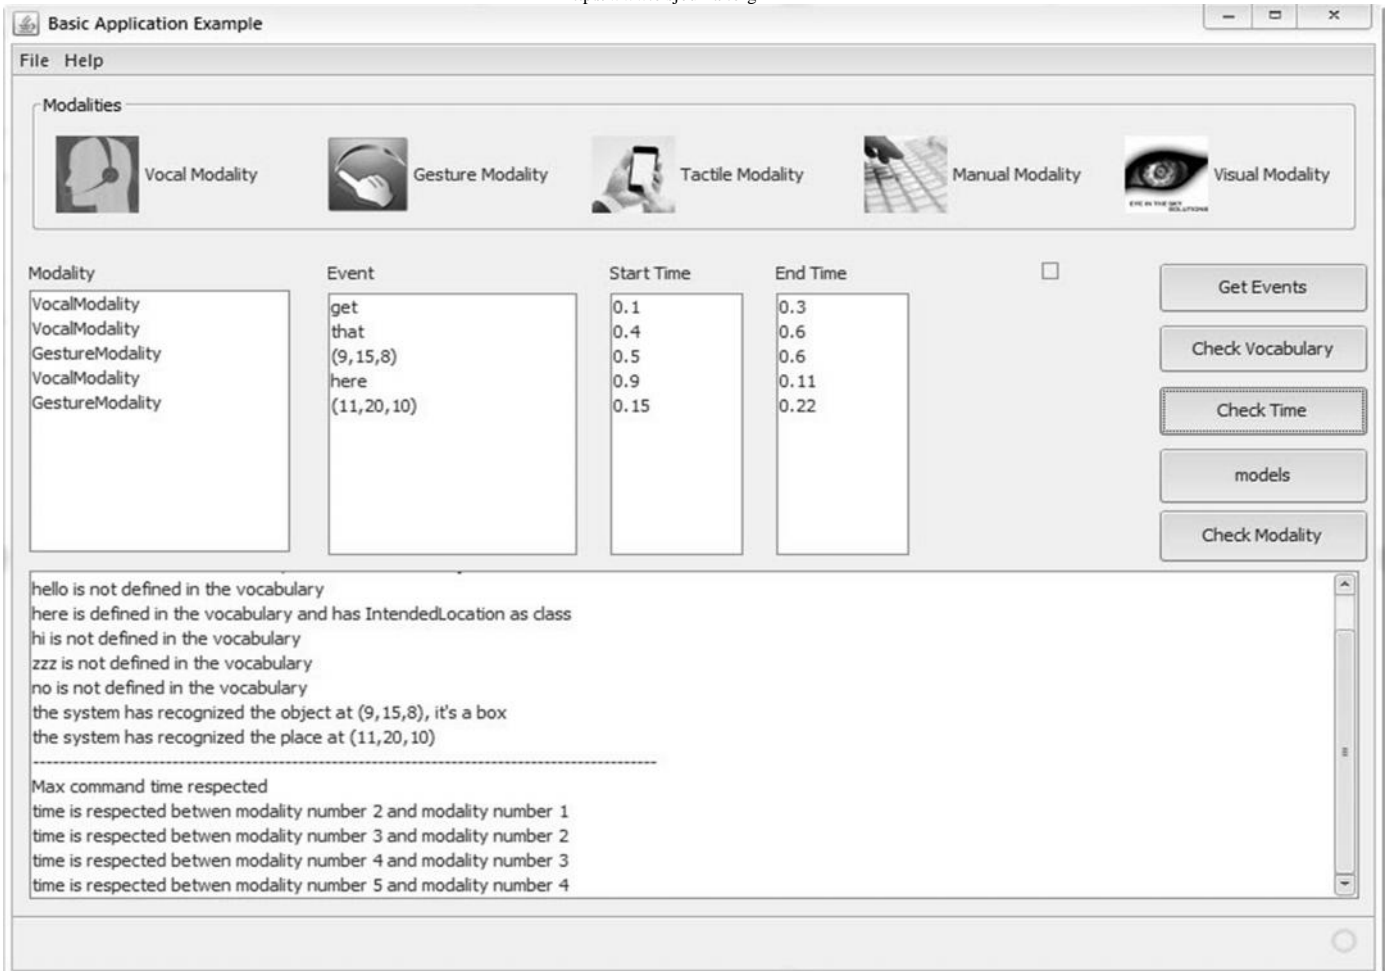 Basic Application Example
File Help
Modalities
Vocal Modality
Gesture Modality
Tactile Modality
Manual Modality
EYE IN THE SKY
SOLUTIONS
Visual Modality
Modality Event Start Time End Time
VocalModality get 0.1 0.3
VocalModality that 0.4 0.6
GestureModality (9,15,8) 0.5 0.6
VocalModality here 0.9 0.11
GestureModality (11,20,10) 0.15 0.22
Get Events
Check Vocabulary
Check Time
models
Check Modality
hello is not defined in the vocabulary
here is defined in the vocabulary and has IntendedLocation as class
hi is not defined in the vocabulary
zzz is not defined in the vocabulary
no is not defined in the vocabulary
the system has recognized the object at (9,15,8), it's a box
the system has recognized the place at (11,20,10)
---------------------------------------------------------------------------------------------
Max command time respected
time is respected betwen modality number 2 and modality number 1
time is respected betwen modality number 3 and modality number 2
time is respected betwen modality number 4 and modality number 3
time is respected betwen modality number 5 and modality number 4